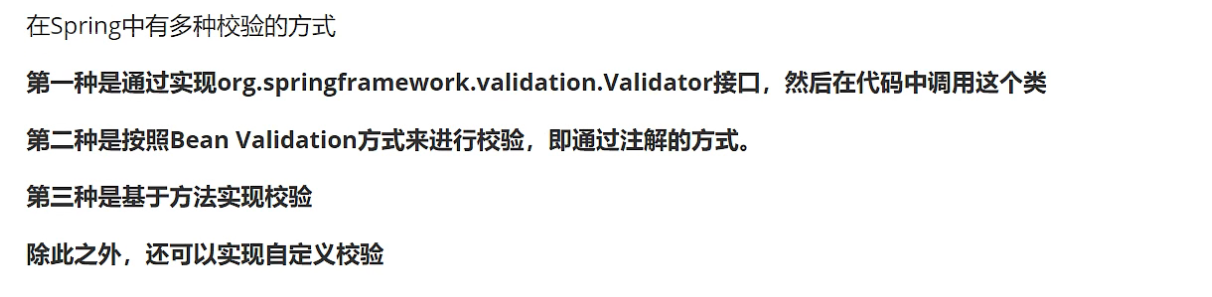 在Spring中有多种校验的方式
第一种是通过实现org.springframework.validation.Validator接口，然后在代码中调用这个类
第二种是按照Bean Validation方式来进行校验，即通过注解的方式。
第三种是基于方法实现校验
除此之外，还可以实现自定义校验